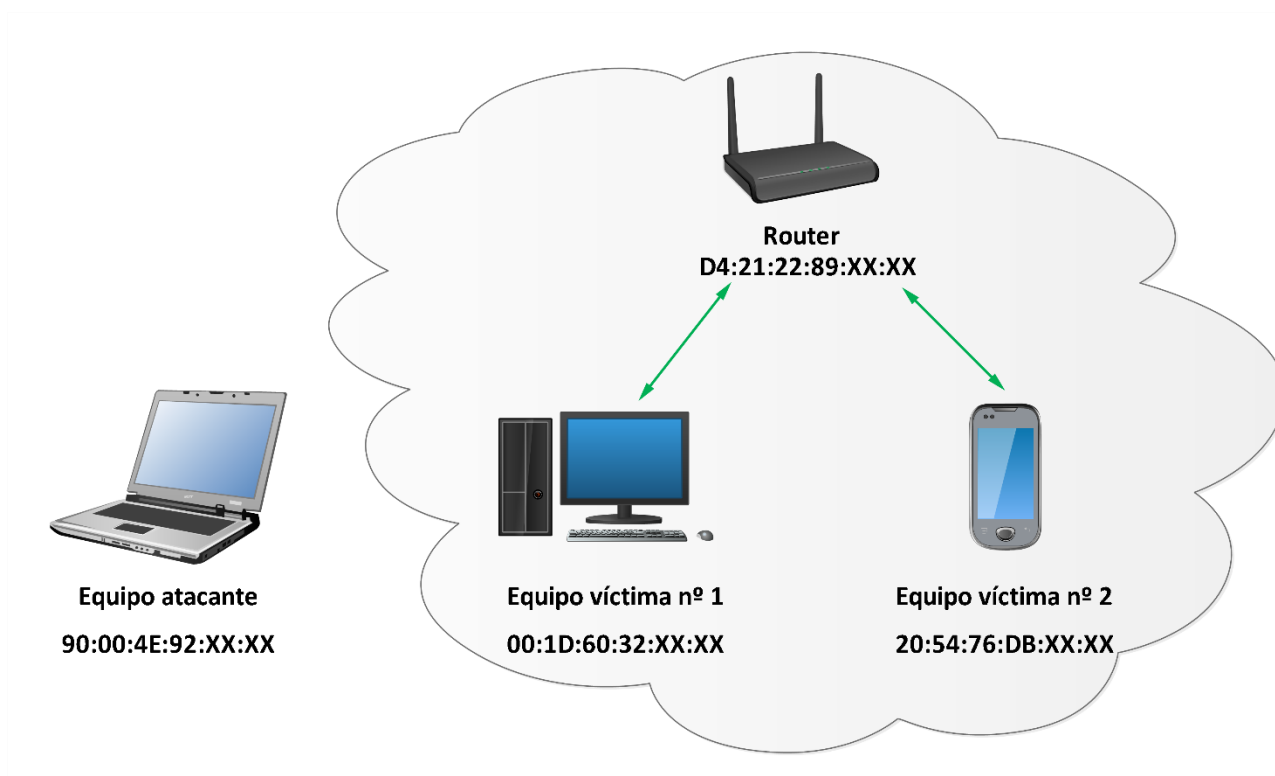 Router
D4:21:22:89:XX:XX
Equipo atacante
90:00:4E:92:XX:XX
Equipo víctima nº 1
00:1D:60:32:XX:XX
Equipo víctima nº 2
20:54:76:DB:XX:XX